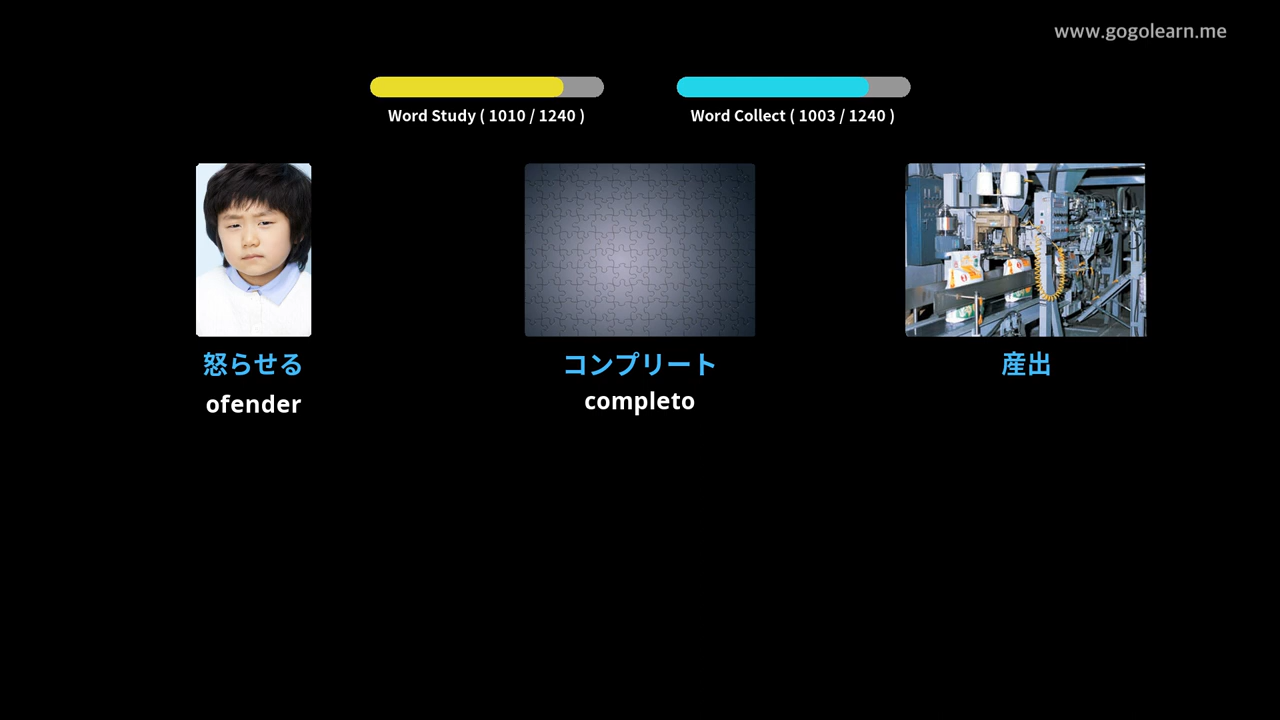 www.gogolearn.me
Word Study ( 1010 / 1240 )
Word Collect ( 1003 / 1240 )
怒らせる
コンプリート
産出
ofender
completo